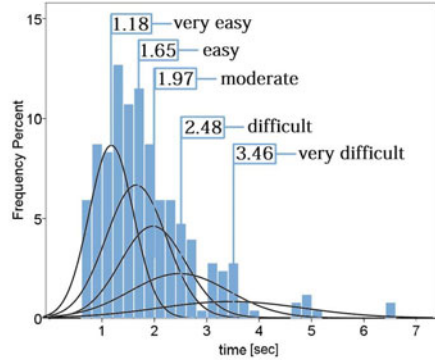 15
10
5
0
Frequency Percent
1.18 very easy
1.65 easy
1.97 moderate
2.48 difficult
3.46 very difficult
1 2 3 4 5 6 7
time [sec]